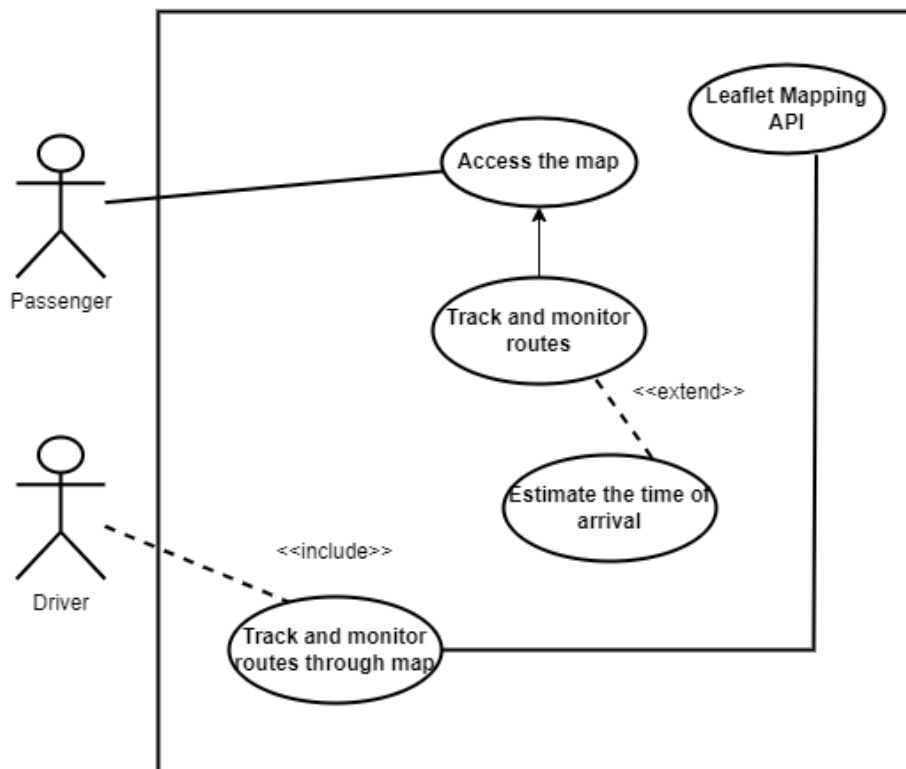 Leaflet Mapping
API
Access the map
Passenger
Track and monitor
routes
<<extend>>
Estimate the time of
arrival
<<include>>
Driver
Track and monitor
routes through map